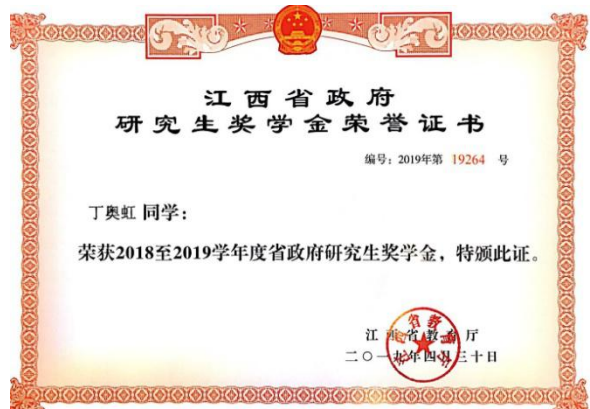 江西省政府
研究生奖学金荣誉证书
编号：2019年第 19264 号
丁奥虹 同学：
荣获2018至2019学年度省政府研究生奖学金，特颁此证。
江西省教育厅
二〇一九年四月三十日